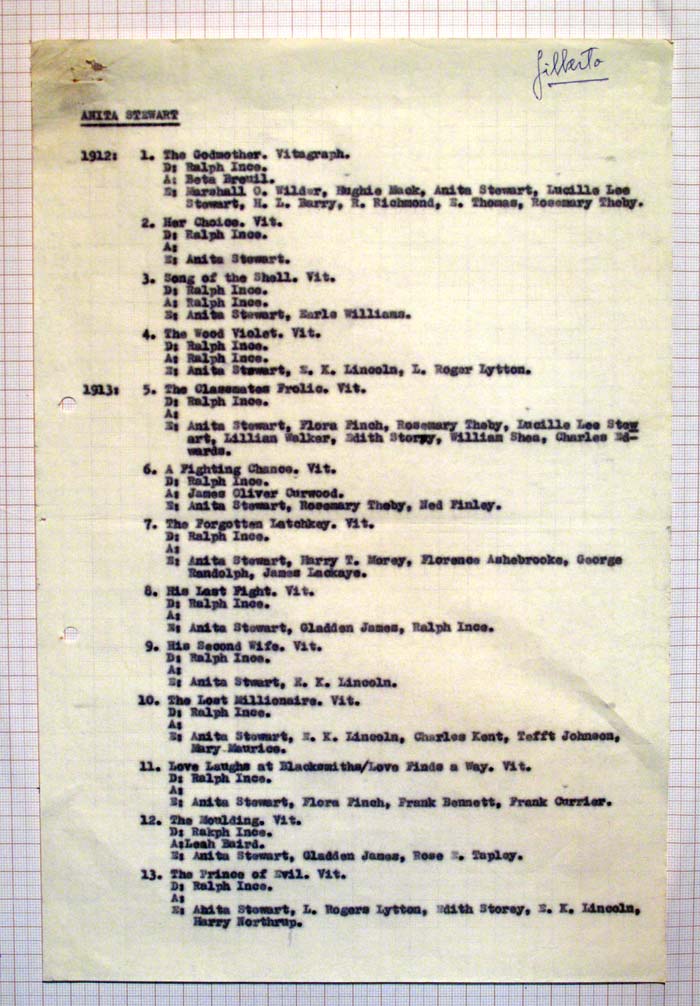 Gilberto
ANITA STEWART
1912: 1. The Godmother. Vitagraph.
D: Ralph Ince.
A: Beta Breuil.
E: Marshall O. Wilder, Hughie Mack, Anita Stewart, Lucille Lee
Stewart, H. L. Barry, R. Richmond, E. Thomas, Rosemary Theby.
2. Her Choice. Vit.
D: Ralph Ince.
A:
E: Anita Stewart.
3. Song of the Shell. Vit.
D: Ralph Ince.
A: Ralph Ince.
E: Anita Stewart, Earle Williams.
4. The Wood Violet. Vit.
D: Ralph Ince.
A: Ralph Ince.
E: Anita Stewart, E. K. Lincoln, L. Roger Lytton.
1913: 5. The Classmates Frolic. Vit.
D: Ralph Ince.
A:
E: Anita Stewart, Flora Finch, Rosemary Theby, Lucille Lee Stew
art, Lillian Walker, Edith Storey, William Shea, Charles Ed-
wards.
6. A Fighting Chance. Vit.
D: Ralph Ince.
A: James Oliver Curwood.
E: Anita Stewart, Rosemary Theby, Ned Finley.
7. The Forgotten Latchkey. Vit.
D: Ralph Ince.
A:
E: Anita Stewart, Harry T. Morey, Florence Ashebrooke, George
Randolph, James Lackaye.
8. His Last Fight. Vit.
D: Ralph Ince.
A:
E: Anita Stewart, Gladden James, Ralph Ince.
9. His Second Wife. Vit.
D: Ralph Ince.
A:
E: Anita Stwart, E. K. Lincoln.
10. The Lost Millionaire. Vit.
D: Ralph Ince.
A:
E: Anita Stewart, E. K. Lincoln, Charles Kent, Tefft Johnson,
Mary Maurice.
11. Love Laughs at Blacksmiths/Love Finds a Way. Vit.
D: Ralph Ince.
A:
E: Anita Stewart, Flora Finch, Frank Bennett, Frank Currier.
12. The Moulding. Vit.
D: Rakph Ince.
A:Leah Baird.
E: Anita Stewart, Gladden James, Rose E. Tapley.
13. The Prince of Evil. Vit.
D: Ralph Ince.
A:
E: Anita Stewart, L. Rogers Lytton, Edith Storey, E. K. Lincoln,
Harry Northrup.